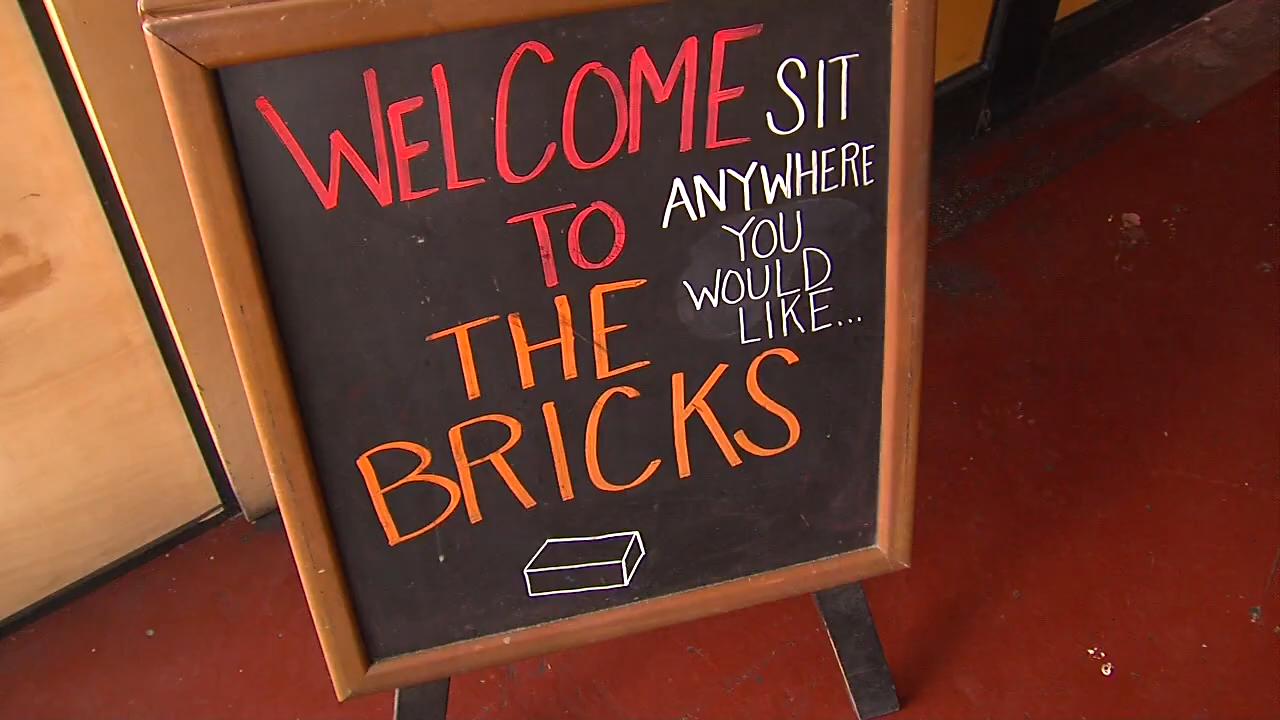 WELCOME
TO
THE
BRICKS
SIT
ANYWHERE
YOU
WOULD
LIKE...